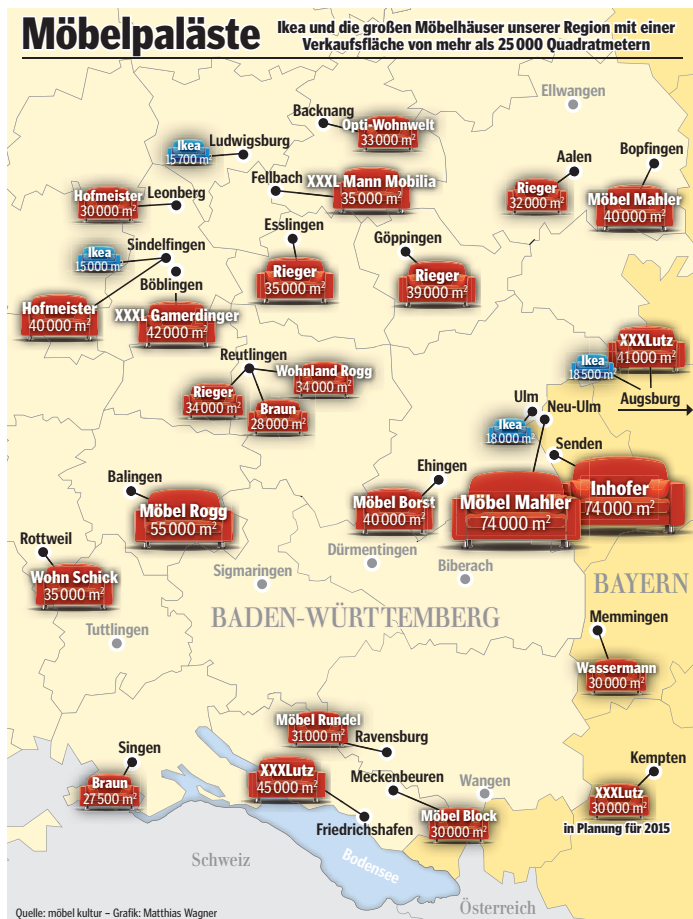 Möbelpaläste
Ikea und die großen Möbelhäuser unserer Region mit einer
Verkaufsfläche von mehr als 25 000 Quadratmetern
Ellwangen
Backnang
Opti-Wohnwelt
33 000 m²
Ikea
15 700 m²
Ludwigsburg
Fellbach
XXXL Mann Mobilia
35 000 m²
Aalen
Rieger
32 000 m²
Bopfingen
Möbel Mahler
40 000 m²
Hofmeister
30 000 m²
Leonberg
Esslingen
Rieger
35 000 m²
Göppingen
Rieger
39 000 m²
Sindelfingen
Ikea
15 000 m²
Böblingen
Hofmeister
40 000 m²
XXXL Gamerdinger
42 000 m²
XXXLutz
41 000 m²
Ikea
18 500 m²
Augsburg
Reutlingen
Wohnland Rogg
34 000 m²
Rieger
34 000 m²
Braun
28 000 m²
Ulm
Neu-Ulm
Ikea
18 000 m²
Senden
Ehingen
Möbel Borst
40 000 m²
Möbel Mahler
74 000 m²
Inhofer
74 000 m²
Balingen
Möbel Rogg
55 000 m²
Rottweil
Wohn Schick
35 000 m²
Dürmentingen
Sigmaringen
Biberach
BAYERN
BADEN-WÜRTTEMBERG
Tuttlingen
Memmingen
Wassermann
30 000 m²
Möbel Rundel
31 000 m²
Ravensburg
Singen
Braun
27 500 m²
XXXLutz
45 000 m²
Meckenbeuren
Wangen
Kempten
XXXLutz
30 000 m²
in Planung für 2015
Möbel Block
30 000 m²
Friedrichshafen
Schweiz
Bodensee
Österreich
Quelle: möbel kultur – Grafik: Matthias Wagner